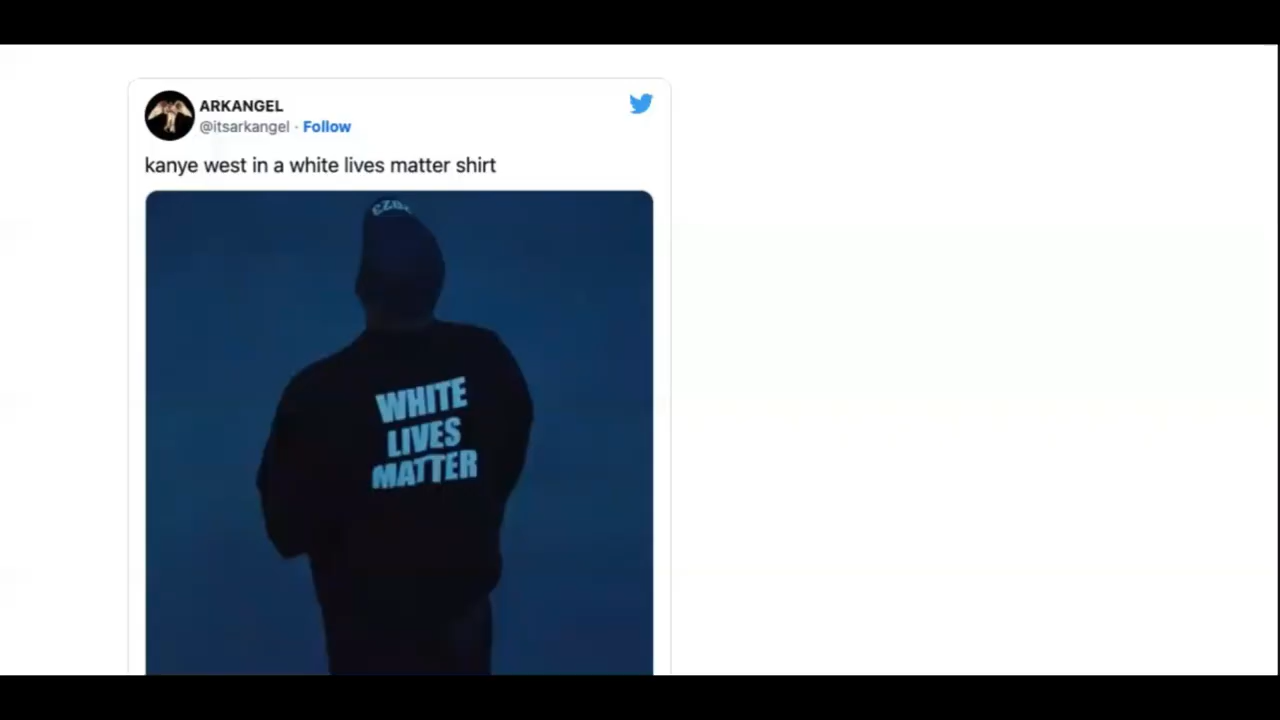 ARKANGEL
@itsarkangel · Follow
kanye west in a white lives matter shirt
WHITE
LIVES
MATTER